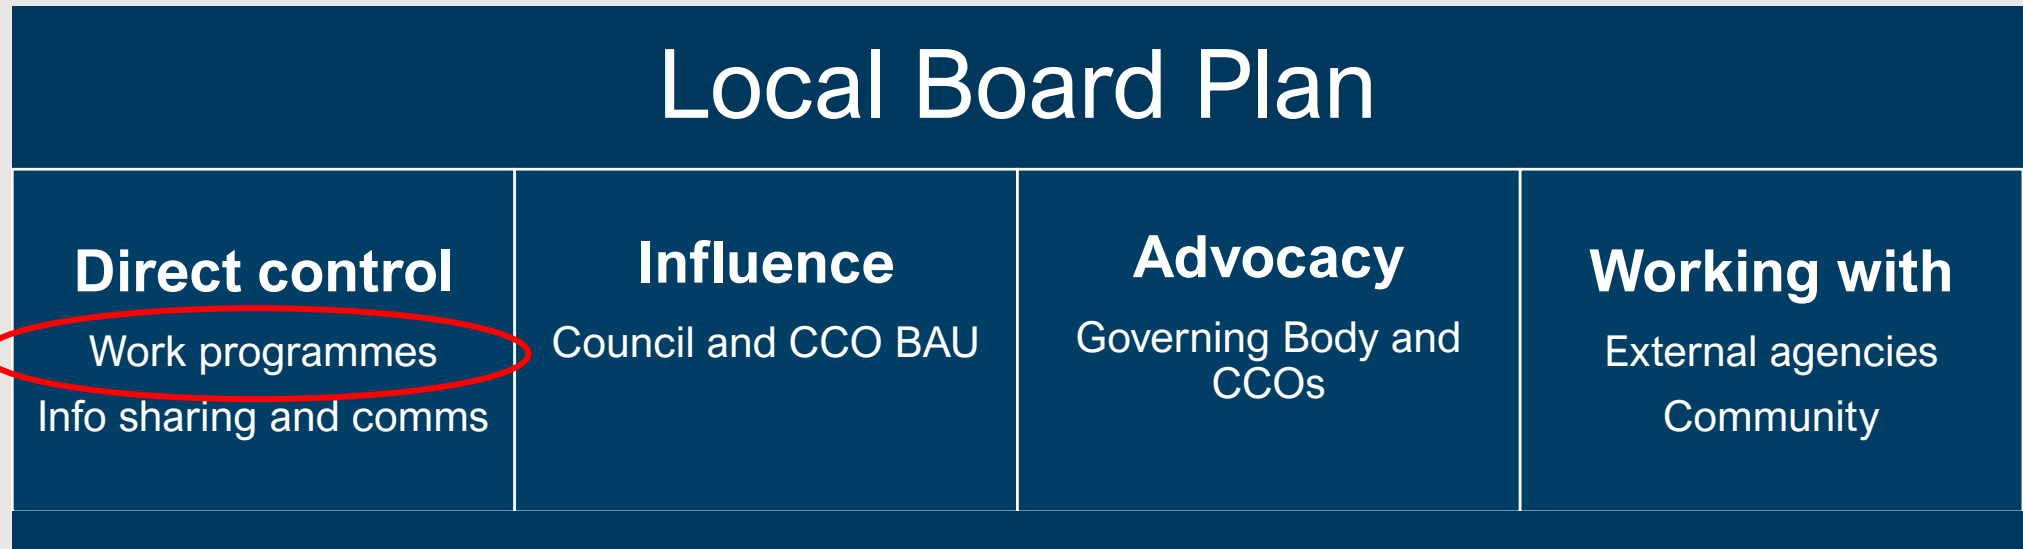 Local Board Plan
Direct control
Work programmes
Info sharing and comms
Influence
Council and CCO BAU
Advocacy
Governing Body and
CCOs
Working with
External agencies
Community